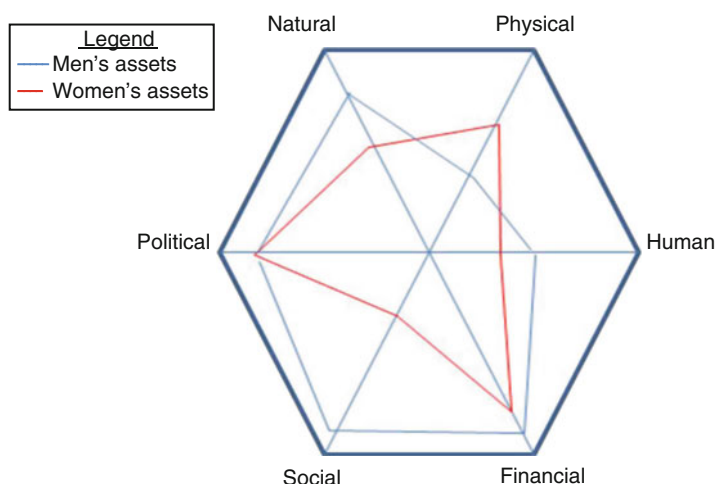 Natural
Physical
Legend
Men's assets
Women's assets
Political
Human
Social
Financial